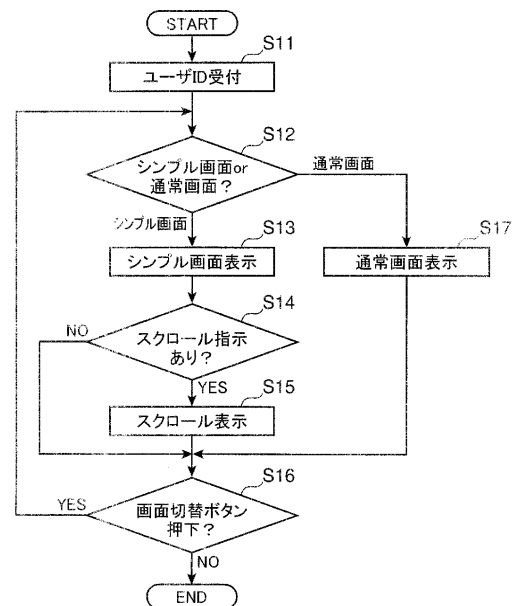 START
S11
ユーザID受付
S12
シンプル画面or
通常画面？
通常画面
シンプル画面
S13
シンプル画面表示
S17
通常画面表示
S14
NO
スクロール指示
あり？
YES
S15
スクロール表示
S16
YES
画面切替ボタン
押下？
NO
END